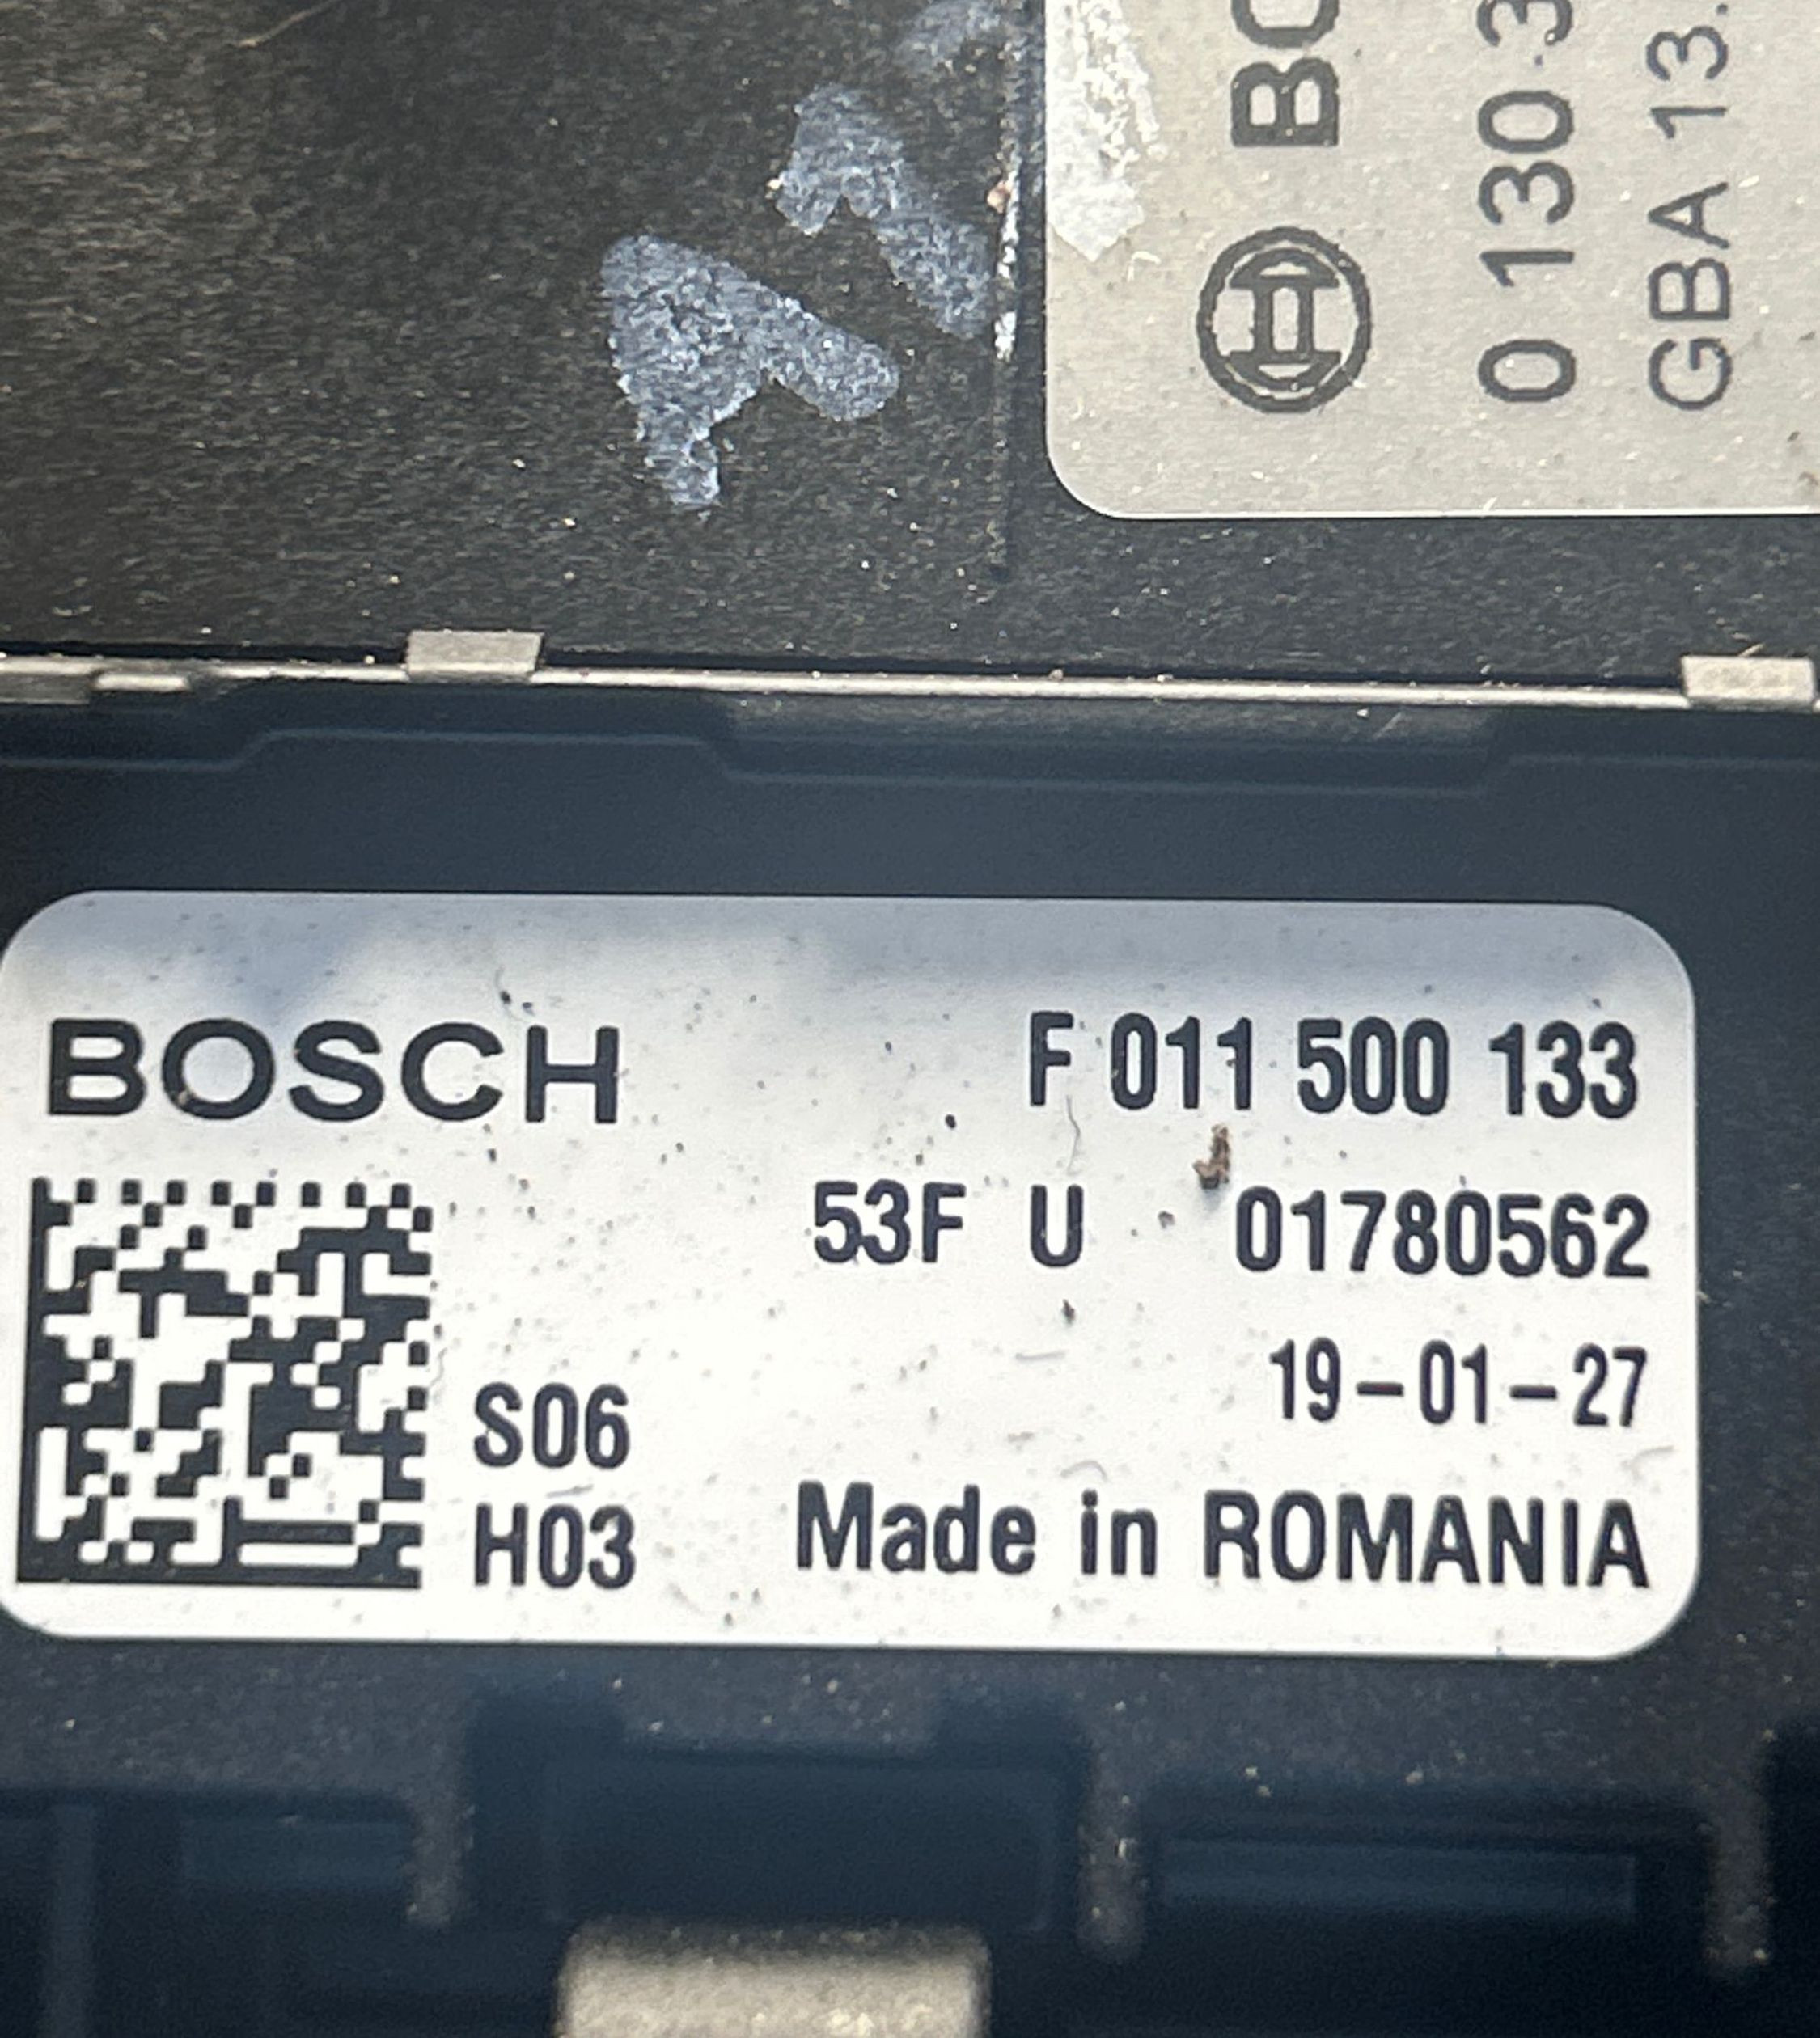 0 130 3
GBA 13.
BOSCH
F 011 500 133
53F U 01780562
19-01-27
S06
H03
Made in ROMANIA